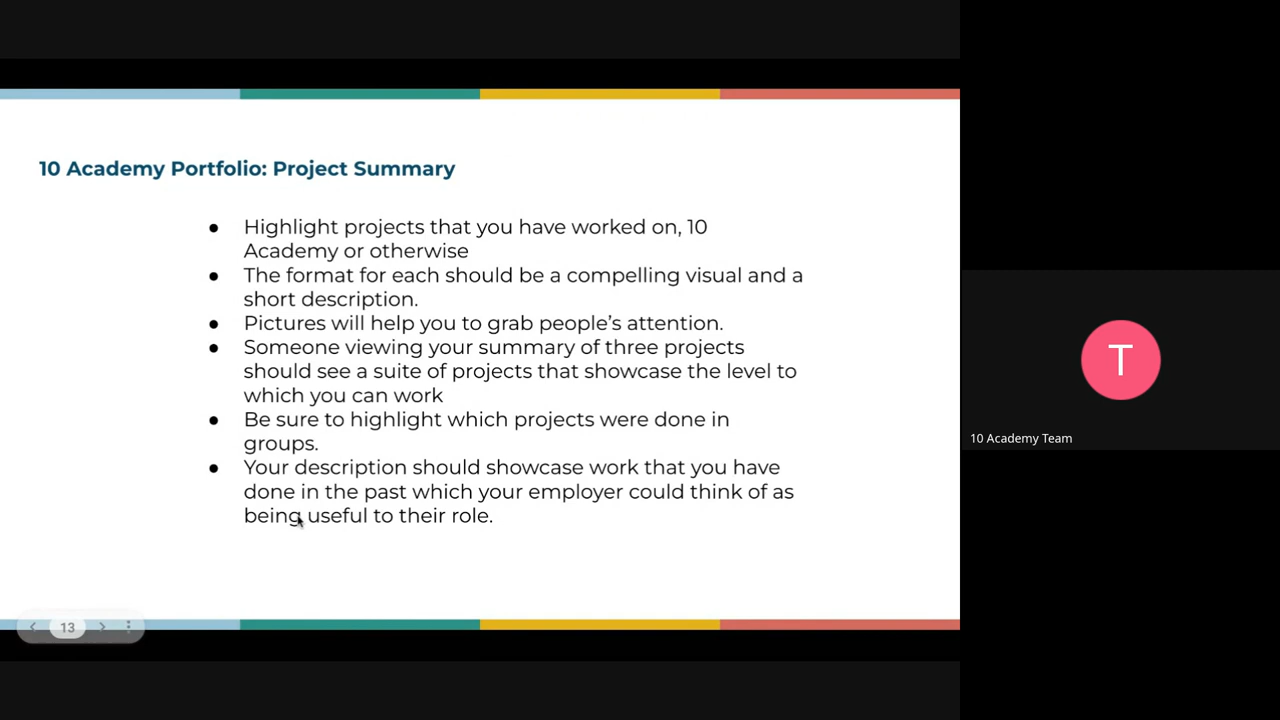 10 Academy Portfolio: Project Summary
● Highlight projects that you have worked on, 10
Academy or otherwise
● The format for each should be a compelling visual and a
short description.
● Pictures will help you to grab people’s attention.
● Someone viewing your summary of three projects
should see a suite of projects that showcase the level to
which you can work
● Be sure to highlight which projects were done in
groups.
● Your description should showcase work that you have
done in the past which your employer could think of as
being useful to their role.
13
T
10 Academy Team